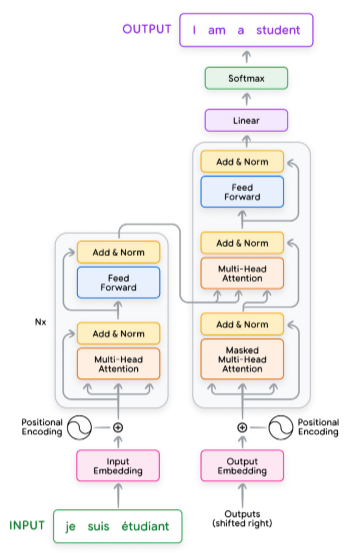 OUTPUT
I am a student
Softmax
Linear
Add & Norm
Feed
Forward
Add & Norm
Multi-Head
Attention
Add & Norm
Masked
Multi-Head
Attention
Add & Norm
Feed
Forward
Nx
Add & Norm
Multi-Head
Attention
Positional
Encoding
Positional
Encoding
Input
Embedding
Output
Embedding
Outputs
(shifted right)
INPUT
je suis étudiant